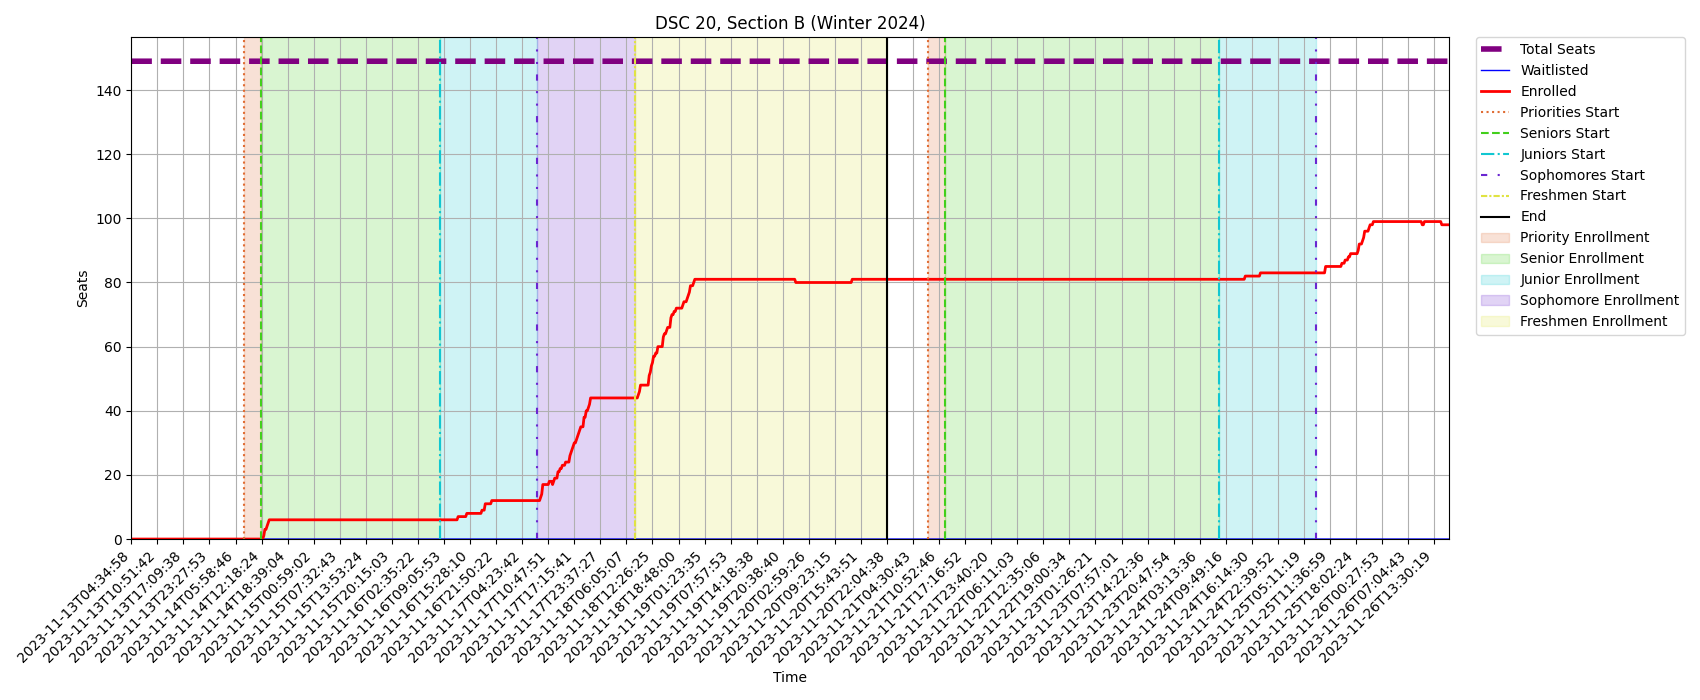 DSC 20, Section B (Winter 2024)
Seats
140
120
100
80
60
40
20
0
2023-11-13T04:34:58
2023-11-13T10:51:42
2023-11-13T17:09:38
2023-11-13T23:27:53
2023-11-14T05:58:46
2023-11-14T12:18:24
2023-11-14T18:39:04
2023-11-15T00:59:02
2023-11-15T07:32:43
2023-11-15T13:53:24
2023-11-15T20:15:03
2023-11-16T02:35:22
2023-11-16T09:05:53
2023-11-16T15:28:10
2023-11-16T21:50:22
2023-11-17T04:23:42
2023-11-17T10:47:51
2023-11-17T17:15:41
2023-11-17T23:37:27
2023-11-18T06:05:07
2023-11-18T12:26:25
2023-11-18T18:48:00
2023-11-19T01:23:35
2023-11-19T07:57:53
2023-11-19T14:18:38
2023-11-19T20:38:40
2023-11-20T02:59:26
2023-11-20T09:23:15
2023-11-20T15:43:51
2023-11-20T22:04:38
2023-11-21T04:30:43
2023-11-21T10:52:46
2023-11-21T17:16:52
2023-11-21T23:40:20
2023-11-22T06:11:03
2023-11-22T12:35:06
2023-11-22T19:00:34
2023-11-23T01:26:21
2023-11-23T07:57:01
2023-11-23T14:22:36
2023-11-23T20:47:54
2023-11-24T03:13:36
2023-11-24T09:49:16
2023-11-24T16:14:30
2023-11-24T22:39:52
2023-11-25T05:11:19
2023-11-25T11:36:59
2023-11-25T18:02:24
2023-11-26T00:27:53
2023-11-26T07:04:43
2023-11-26T13:30:19
Time
Total Seats
Waitlisted
Enrolled
Priorities Start
Seniors Start
Juniors Start
Sophomores Start
Freshmen Start
End
Priority Enrollment
Senior Enrollment
Junior Enrollment
Sophomore Enrollment
Freshmen Enrollment